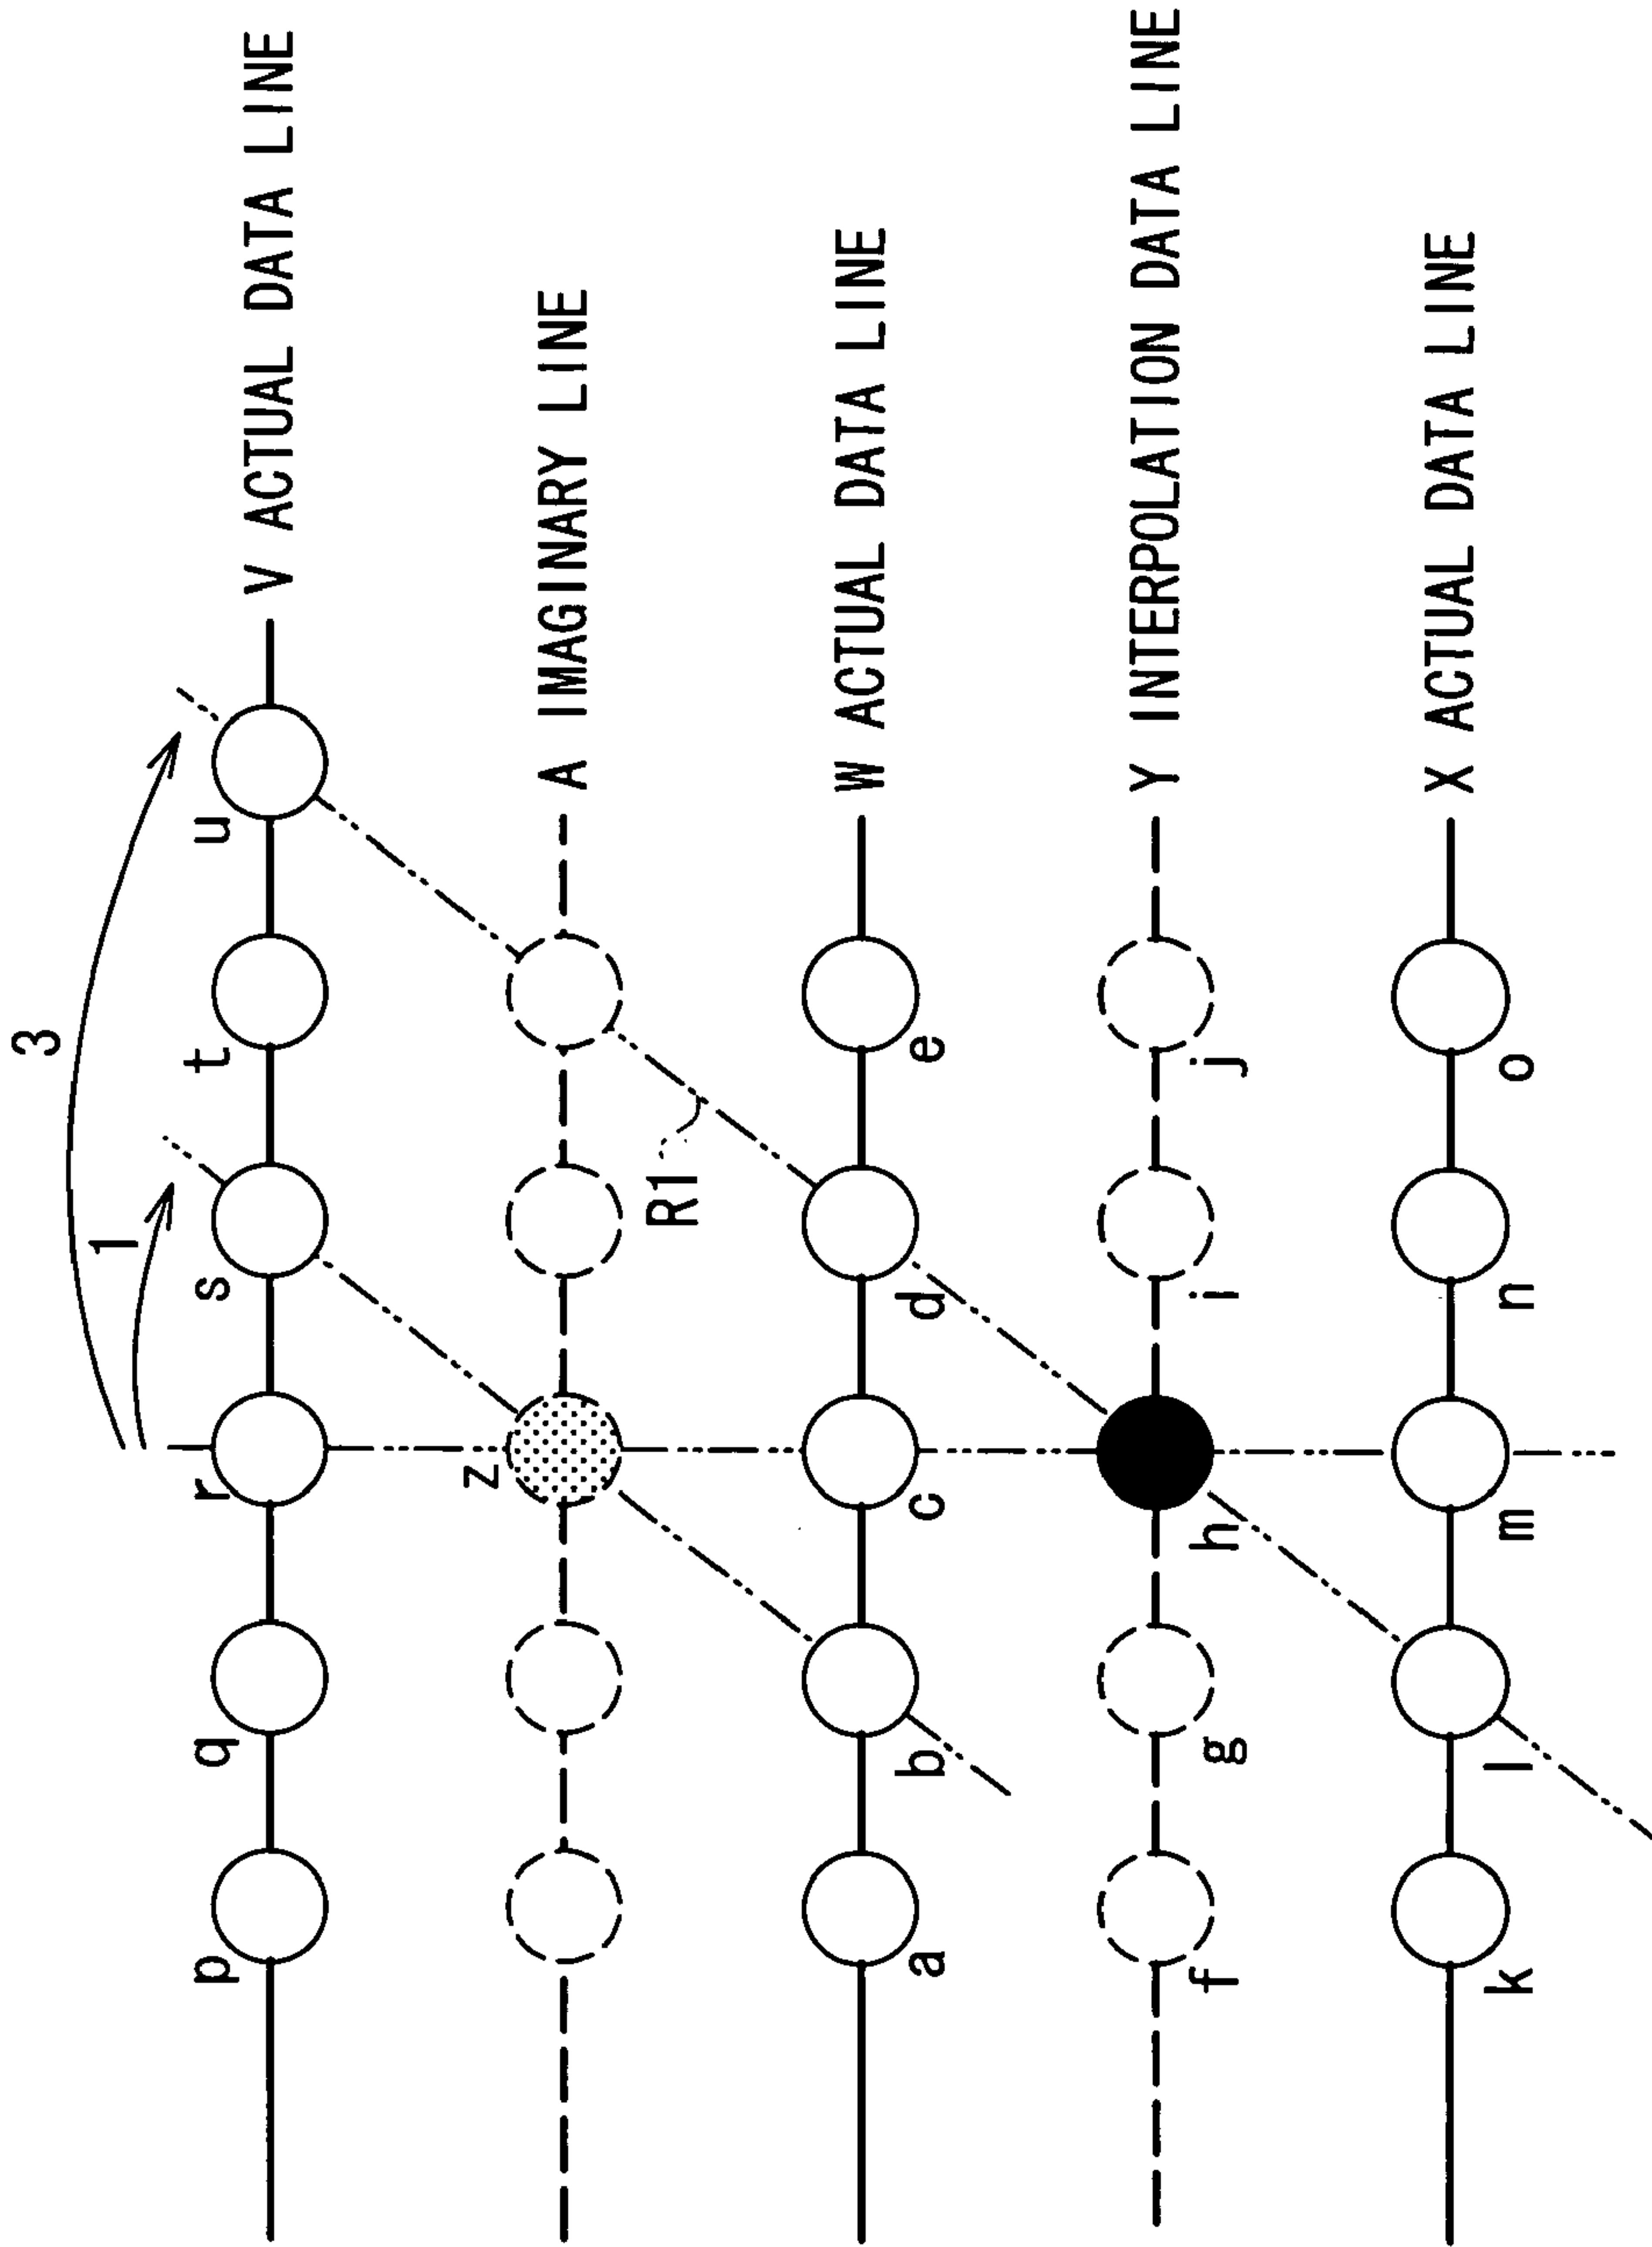 3
1
p q r s t u V ACTUAL DATA LINE
z A IMAGINARY LINE
R1
W ACTUAL DATA LINE
a b c d e
Y INTERPOLATION DATA LINE
f g h i j
X ACTUAL DATA LINE
k l m n o